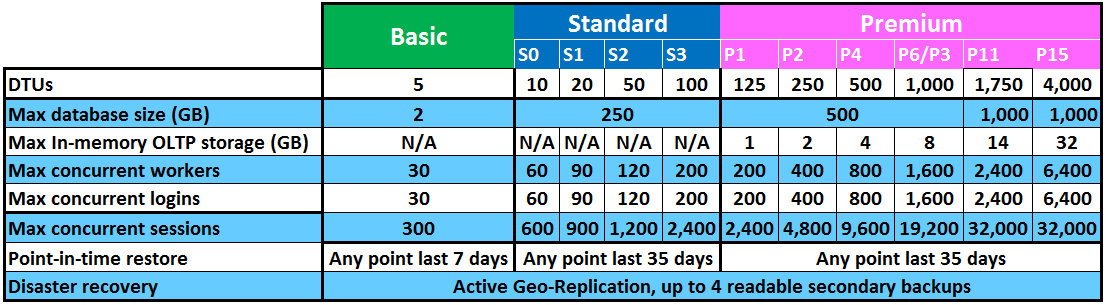 Basic Standard Premium
S0 S1 S2 S3 P1 P2 P4 P6/P3 P11 P15
DTUs 5 10 20 50 100 125 250 500 1,000 1,750 4,000
Max database size (GB) 2 250 500 1,000 1,000
Max In-memory OLTP storage (GB) N/A N/A N/A N/A N/A 1 2 4 8 14 32
Max concurrent workers 30 60 90 120 200 200 400 800 1,600 2,400 6,400
Max concurrent logins 30 60 90 120 200 200 400 800 1,600 2,400 6,400
Max concurrent sessions 300 600 900 1,200 2,400 2,400 4,800 9,600 19,200 32,000 32,000
Point-in-time restore Any point last 7 days Any point last 35 days Any point last 35 days
Disaster recovery Active Geo-Replication, up to 4 readable secondary backups